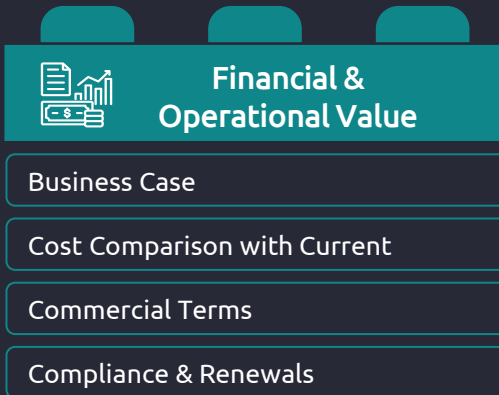 Financial &
Operational Value
Business Case
Cost Comparison with Current
Commercial Terms
Compliance & Renewals